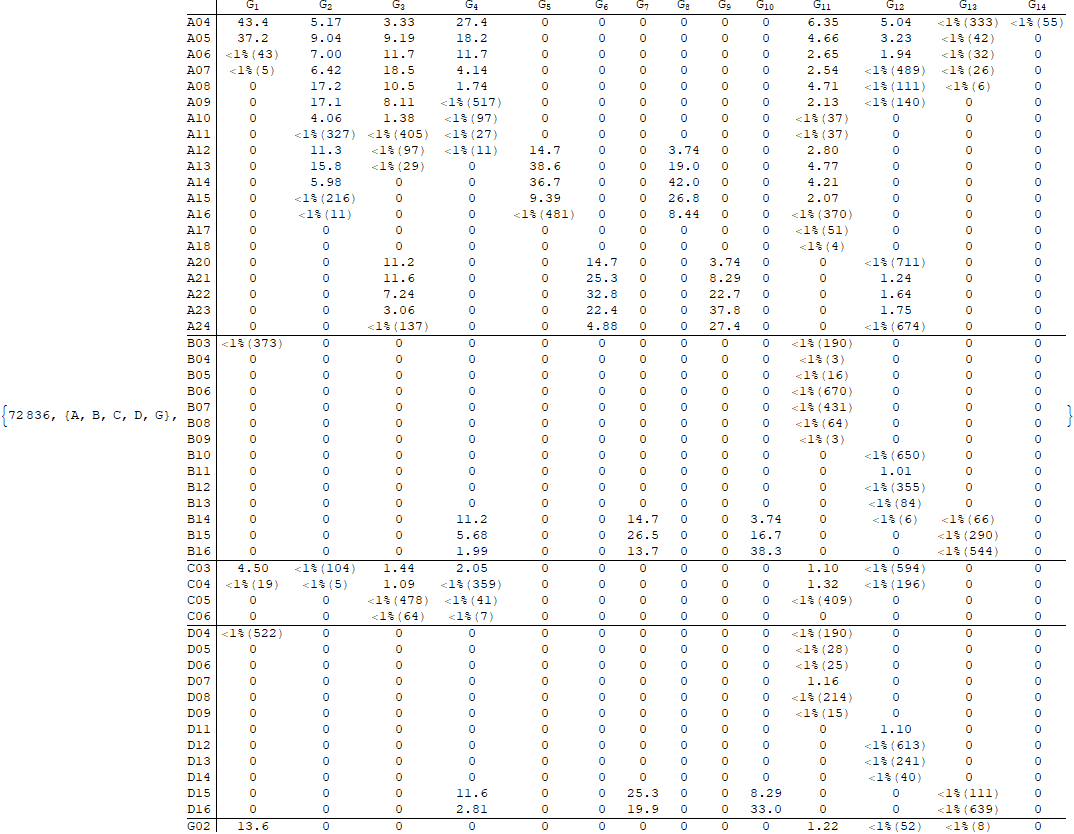 G1 G2 G3 G4 G5 G6 G7 G8 G9 G10 G11 G12 G13 G14
A04 43.4 5.17 3.33 27.4 0 0 0 0 0 0 6.35 5.04 <1%(333) <1%(55)
A05 37.2 9.04 9.19 18.2 0 0 0 0 0 0 4.66 3.23 <1%(42) 0
A06 <1%(43) 7.00 11.7 11.7 0 0 0 0 0 0 2.65 1.94 <1%(32) 0
A07 <1%(5) 6.42 18.5 4.14 0 0 0 0 0 0 2.54 <1%(489) <1%(26) 0
A08 0 17.2 10.5 1.74 0 0 0 0 0 0 4.71 <1%(111) <1%(6) 0
A09 0 17.1 8.11 <1%(517) 0 0 0 0 0 0 2.13 <1%(140) 0 0
A10 0 4.06 1.38 <1%(97) 0 0 0 0 0 0 <1%(37) 0 0 0
A11 0 <1%(327) <1%(405) <1%(27) 0 0 0 0 0 0 <1%(37) 0 0 0
A12 0 11.3 <1%(97) <1%(11) 14.7 0 0 3.74 0 0 2.80 0 0 0
A13 0 15.8 <1%(29) 0 38.6 0 0 19.0 0 0 4.77 0 0 0
A14 0 5.98 0 0 36.7 0 0 42.0 0 0 4.21 0 0 0
A15 0 <1%(216) 0 0 9.39 0 0 26.8 0 0 2.07 0 0 0
A16 0 <1%(11) 0 0 <1%(481) 0 0 8.44 0 0 <1%(370) 0 0 0
A17 0 0 0 0 0 0 0 0 0 0 <1%(51) 0 0 0
A18 0 0 0 0 0 0 0 0 0 0 <1%(4) 0 0 0
A20 0 0 11.2 0 0 14.7 0 0 3.74 0 0 <1%(711) 0 0
A21 0 0 11.6 0 0 25.3 0 0 8.29 0 0 1.24 0 0
A22 0 0 7.24 0 0 32.8 0 0 22.7 0 0 1.64 0 0
A23 0 0 3.06 0 0 22.4 0 0 37.8 0 0 1.75 0 0
A24 0 0 <1%(137) 0 0 4.88 0 0 27.4 0 0 <1%(674) 0 0
B03 <1%(373) 0 0 0 0 0 0 0 0 0 <1%(190) 0 0 0
B04 0 0 0 0 0 0 0 0 0 0 <1%(3) 0 0 0
B05 0 0 0 0 0 0 0 0 0 0 <1%(16) 0 0 0
B06 0 0 0 0 0 0 0 0 0 0 <1%(670) 0 0 0
{72836, {A, B, C, D, G}, B07 0 0 0 0 0 0 0 0 0 0 <1%(431) 0 0 0 }
B08 0 0 0 0 0 0 0 0 0 0 <1%(64) 0 0 0
B09 0 0 0 0 0 0 0 0 0 0 <1%(3) 0 0 0
B10 0 0 0 0 0 0 0 0 0 0 0 <1%(650) 0 0
B11 0 0 0 0 0 0 0 0 0 0 0 1.01 0 0
B12 0 0 0 0 0 0 0 0 0 0 0 <1%(355) 0 0
B13 0 0 0 0 0 0 0 0 0 0 0 <1%(84) 0 0
B14 0 0 0 11.2 0 0 14.7 0 0 3.74 0 <1%(6) <1%(66) 0
B15 0 0 0 5.68 0 0 26.5 0 0 16.7 0 0 <1%(290) 0
B16 0 0 0 1.99 0 0 13.7 0 0 38.3 0 0 <1%(544) 0
C03 4.50 <1%(104) 1.44 2.05 0 0 0 0 0 0 1.10 <1%(594) 0 0
C04 <1%(19) <1%(5) 1.09 <1%(359) 0 0 0 0 0 0 1.32 <1%(196) 0 0
C05 0 0 <1%(478) <1%(41) 0 0 0 0 0 0 <1%(409) 0 0 0
C06 0 0 <1%(64) <1%(7) 0 0 0 0 0 0 0 0 0 0
D04 <1%(522) 0 0 0 0 0 0 0 0 0 <1%(190) 0 0 0
D05 0 0 0 0 0 0 0 0 0 0 <1%(28) 0 0 0
D06 0 0 0 0 0 0 0 0 0 0 <1%(25) 0 0 0
D07 0 0 0 0 0 0 0 0 0 0 1.16 0 0 0
D08 0 0 0 0 0 0 0 0 0 0 <1%(214) 0 0 0
D09 0 0 0 0 0 0 0 0 0 0 <1%(15) 0 0 0
D11 0 0 0 0 0 0 0 0 0 0 0 1.10 0 0
D12 0 0 0 0 0 0 0 0 0 0 0 <1%(613) 0 0
D13 0 0 0 0 0 0 0 0 0 0 0 <1%(241) 0 0
D14 0 0 0 0 0 0 0 0 0 0 0 <1%(40) 0 0
D15 0 0 0 11.6 0 0 25.3 0 0 8.29 0 0 <1%(111) 0
D16 0 0 0 2.81 0 0 19.9 0 0 33.0 0 0 <1%(639) 0
G02 13.6 0 0 0 0 0 0 0 0 0 1.22 <1%(52) <1%(8) 0